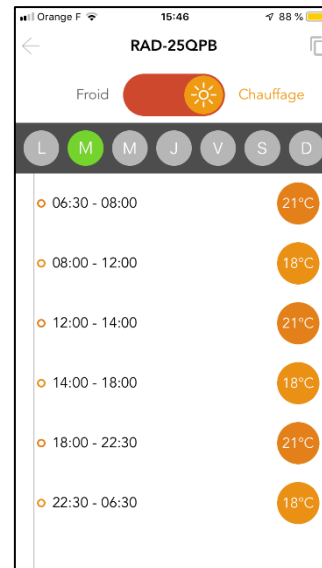 Orange F 15:46 88 %
RAD-25QPB
Froid Chauffage
L M M J V S D
06:30 - 08:00 21°C
08:00 - 12:00 18°C
12:00 - 14:00 21°C
14:00 - 18:00 18°C
18:00 - 22:30 21°C
22:30 - 06:30 18°C